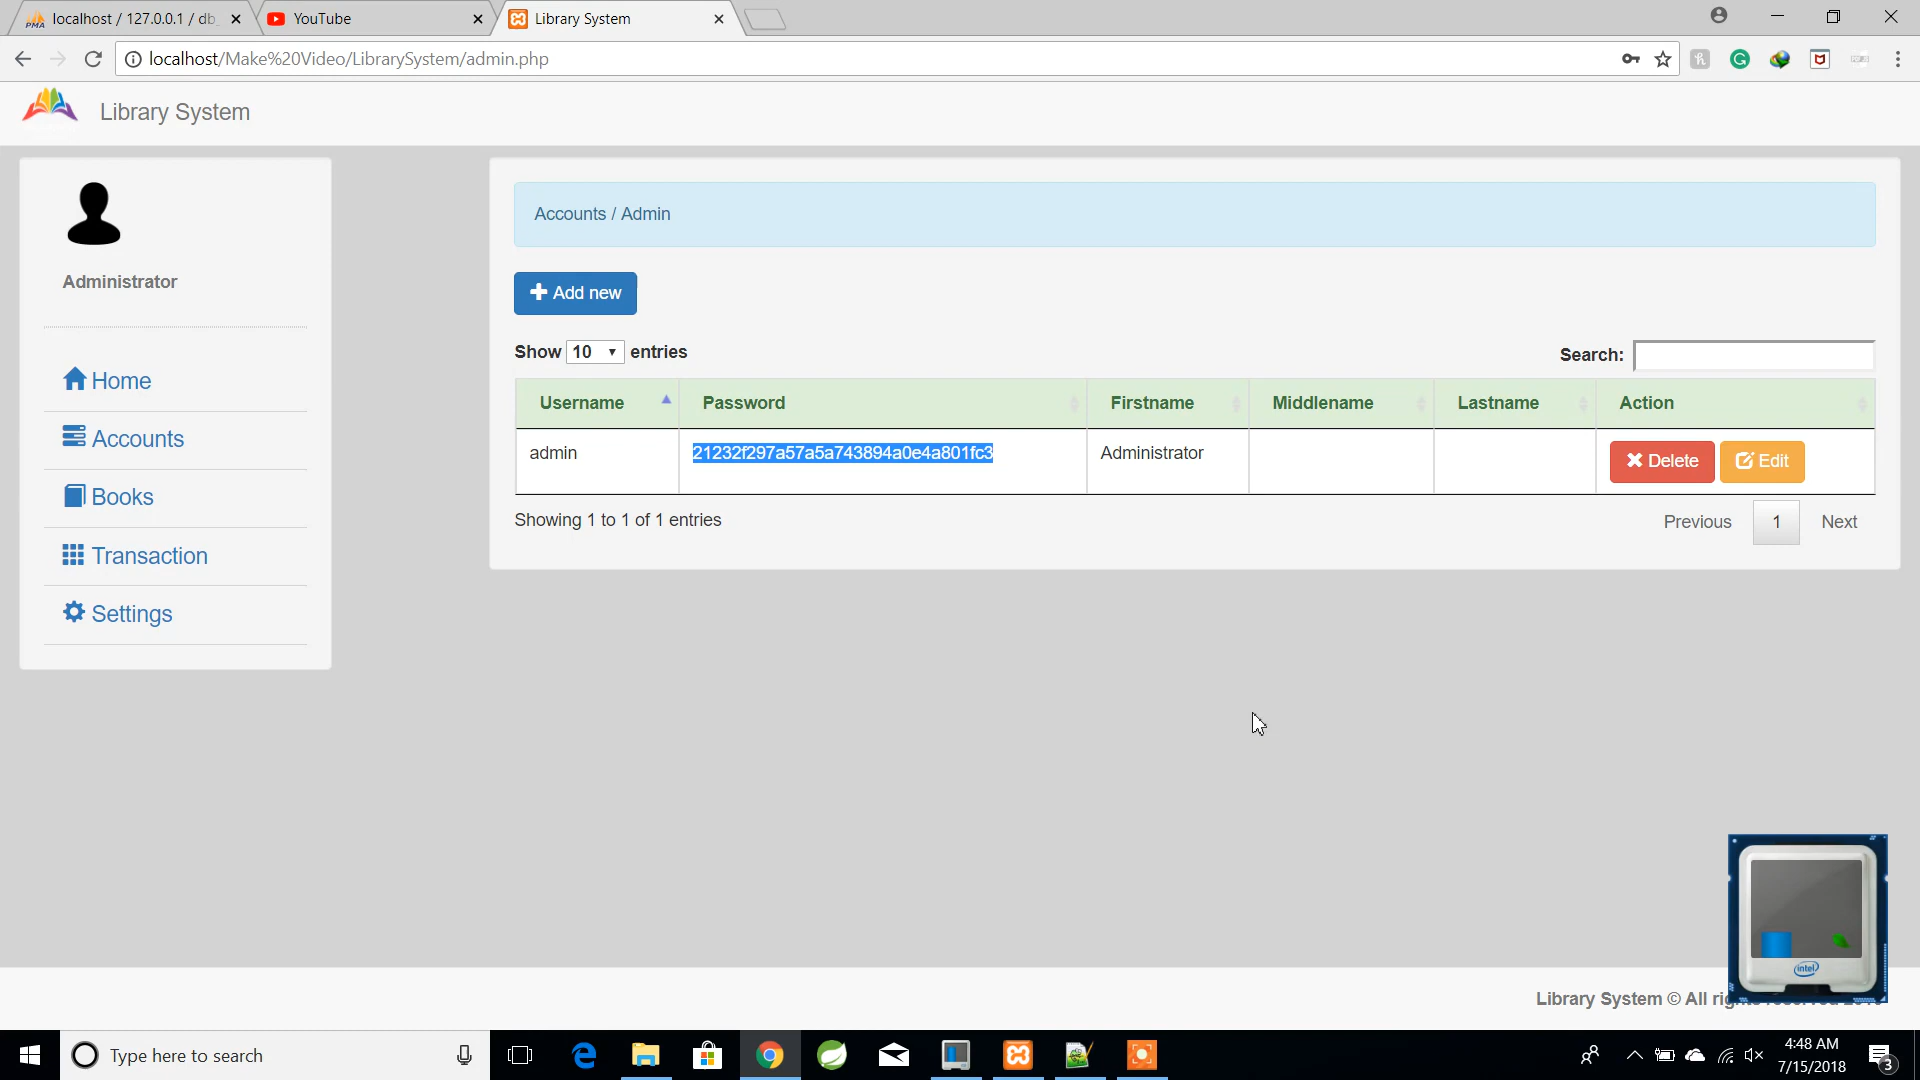 localhost / 127.0.0.1 / db_
YouTube
Library System
localhost/Make%20Video/LibrarySystem/admin.php
Library System
Accounts / Admin
Administrator
Add new
Show 10 entries
Search:
Username Password Firstname Middlename Lastname Action
admin 21232f297a57a5a743894a0e4a801fc3 Administrator Delete Edit
Showing 1 to 1 of 1 entries
Previous 1 Next
Home
Accounts
Books
Transaction
Settings
intel
Library System © All
Type here to search
4:48 AM
7/15/2018
3